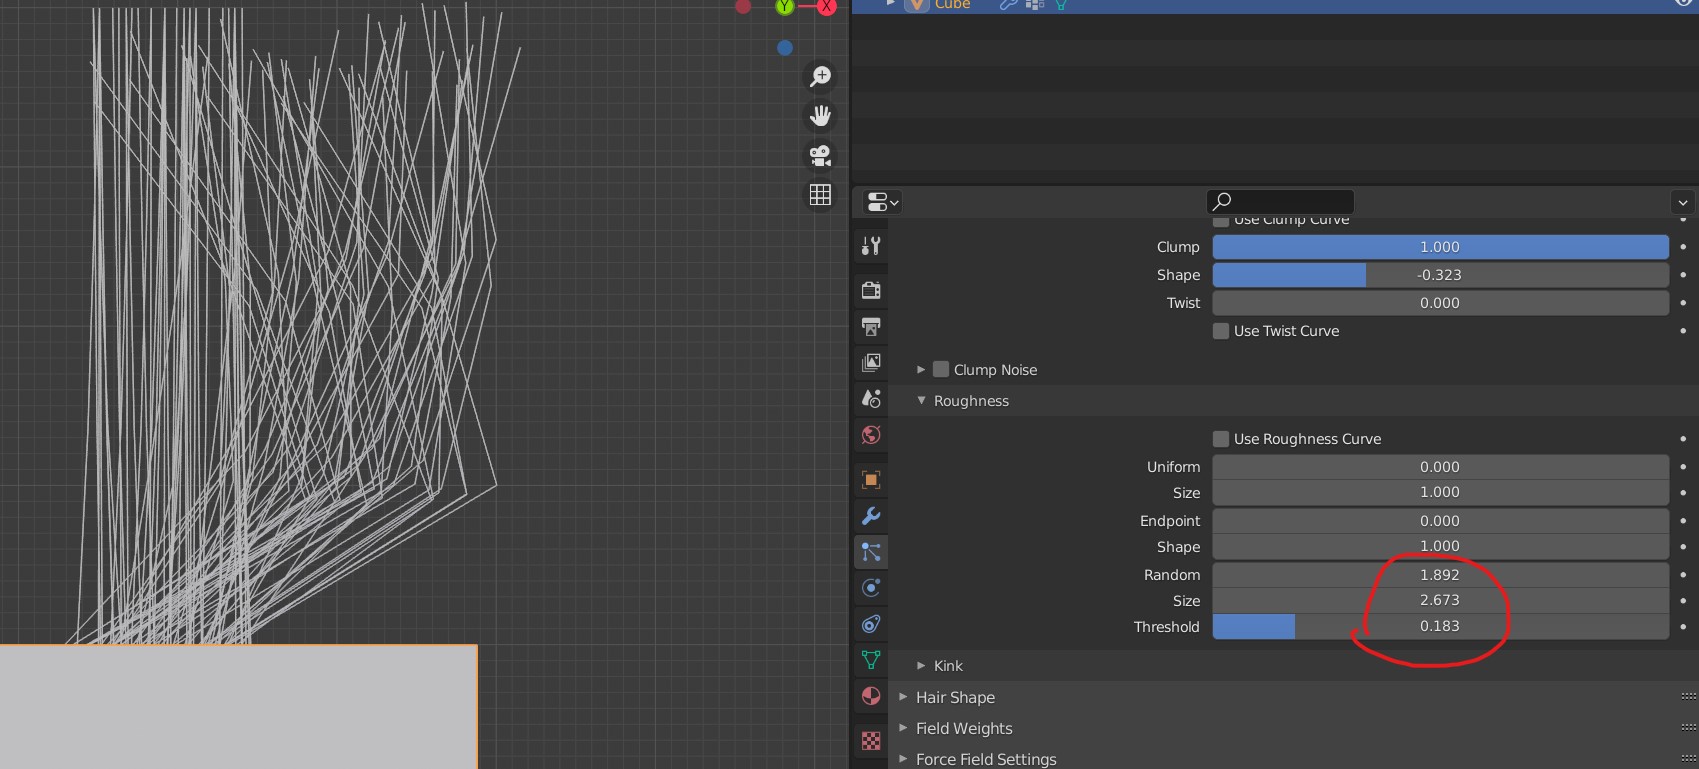 Y
X
Cube
Use Clump Curve
Clump 1.000
Shape -0.323
Twist 0.000
Use Twist Curve
Clump Noise
Roughness
Use Roughness Curve
Uniform 0.000
Size 1.000
Endpoint 0.000
Shape 1.000
Random 1.892
Size 2.673
Threshold 0.183
Kink
Hair Shape
Field Weights
Force Field Settings